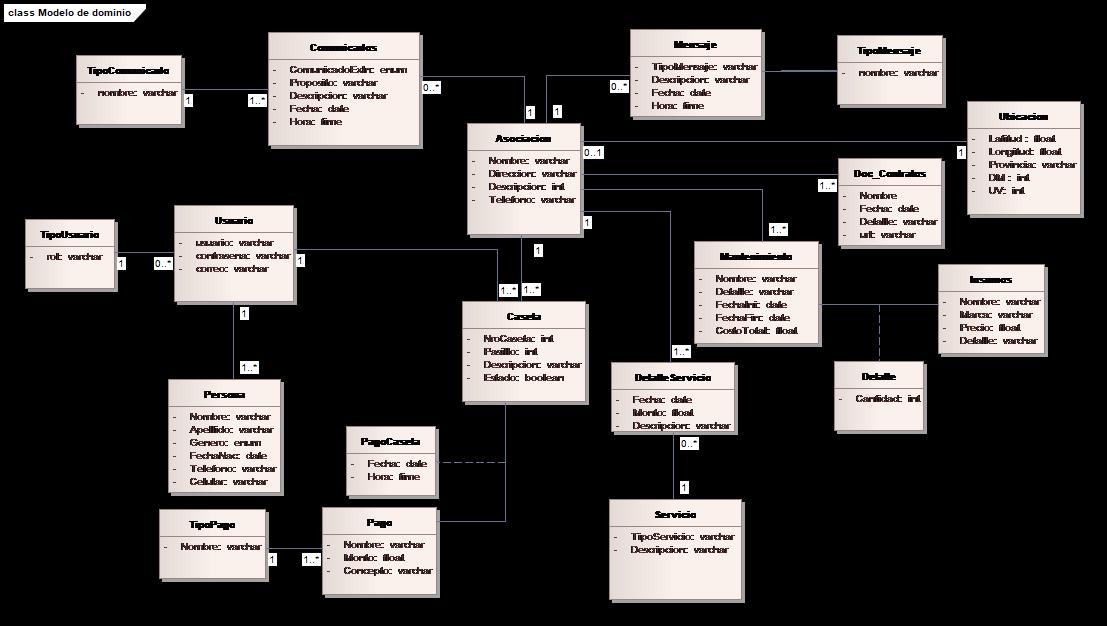 class Modelo de dominio
TipoComunicado
- nombre: varchar
1
1..*
Comunicados
- ComunicadoExIn: enum
- Proposito: varchar
- Descripcion: varchar
- Fecha: date
- Hora: time
0..*
1
Mensaje
- TipoMensaje: varchar
- Descripcion: varchar
- Fecha: date
- Hora: time
0..*
1
TipoMensaje
- nombre: varchar
Asociacion
- Nombre: varchar
- Direccion: varchar
- Descripcion: int
- Telefono: varchar
0..1
1
Ubicacion
- Latitud : float
- Longitud: float
- Provincia: varchar
- DM : int
- UV: int
1..*
Doc_Contratos
- Nombre
- Fecha: date
- Detalle: varchar
- url: varchar
1
1..*
1
TipoUsuario
- rol: varchar
1
0..*
Usuario
- usuario: varchar
- contrasena: varchar
- correo: varchar
1
1
1..*
1..*
Mantenimiento
- Nombre: varchar
- Detalle: varchar
- FechaIni: date
- FechaFin: date
- CostoTotal: float
Insumos
- Nombre: varchar
- Marca: varchar
- Precio: float
- Detalle: varchar
Caseta
- NroCaseta: int
- Pasillo: int
- Descripcion: varchar
- Estado: boolean
1..*
DetalleServicio
- Fecha: date
- Monto: float
- Descripcion: varchar
Detalle
- Cantidad: int
1..*
Persona
- Nombre: varchar
- Apellido: varchar
- Genero: enum
- FechaNac: date
- Telefono: varchar
- Celular: varchar
PagoCaseta
- Fecha: date
- Hora: time
0..*
1
Servicio
- TiipoServicio: varchar
- Descripcion: varchar
TipoPago
- Nombre: varchar
1
1..*
Pago
- Nombre: varchar
- Monto: float
- Concepto: varchar